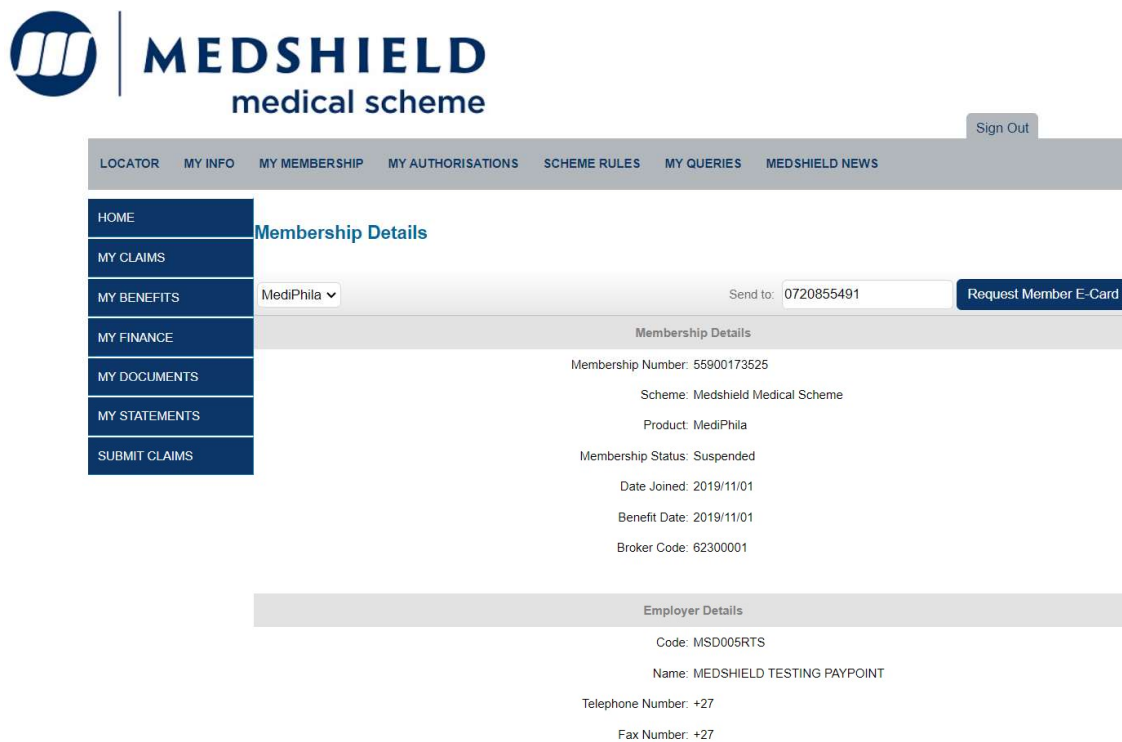 MEDSHIELD
medical scheme
Sign Out
LOCATOR MY INFO MY MEMBERSHIP MY AUTHORISATIONS SCHEME RULES MY QUERIES MEDSHIELD NEWS
HOME
MY CLAIMS
MY BENEFITS
MY FINANCE
MY DOCUMENTS
MY STATEMENTS
SUBMIT CLAIMS
Membership Details
MediPhila Send to: 0720855491 Request Member E-Card
Membership Details
Membership Number: 55900173525
Scheme: Medshield Medical Scheme
Product: MediPhila
Membership Status: Suspended
Date Joined: 2019/11/01
Benefit Date: 2019/11/01
Broker Code: 62300001
Employer Details
Code: MSD005RTS
Name: MEDSHIELD TESTING PAYPOINT
Telephone Number: +27
Fax Number: +27